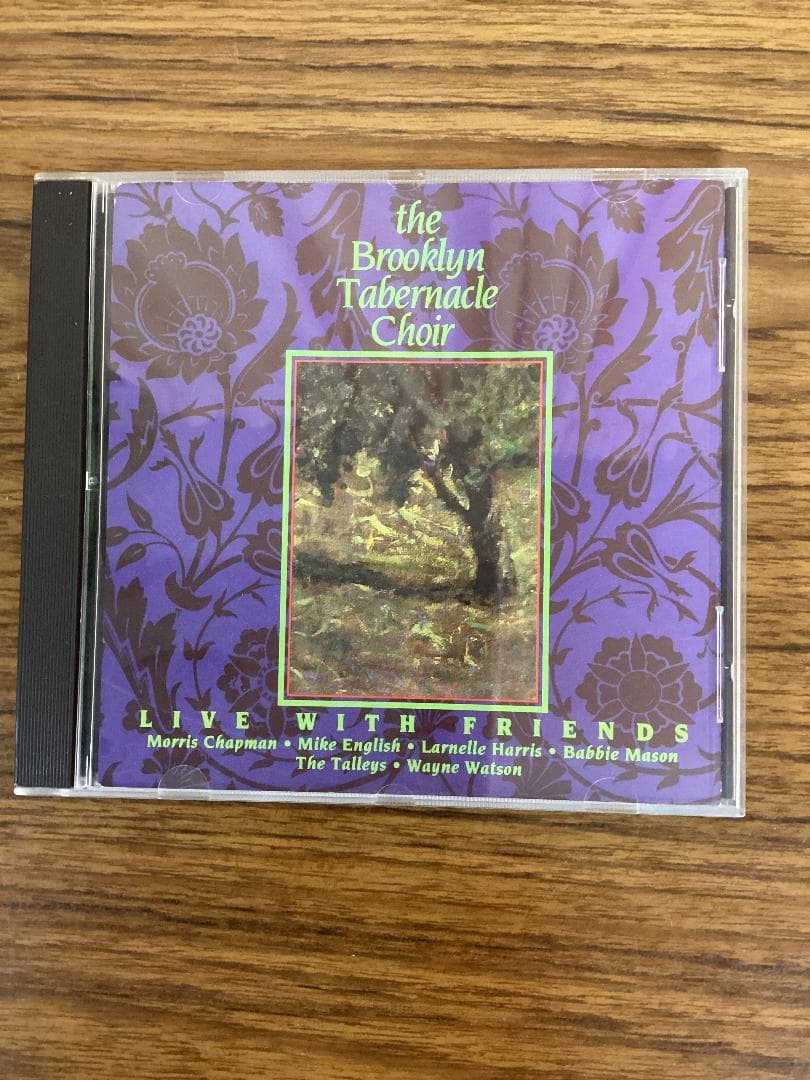 the
Brooklyn
Tabernacle
Choir
LIVE WITH FRIENDS
Morris Chapman • Mike English • Larnelle Harris • Babbie Mason
The Talleys • Wayne Watson